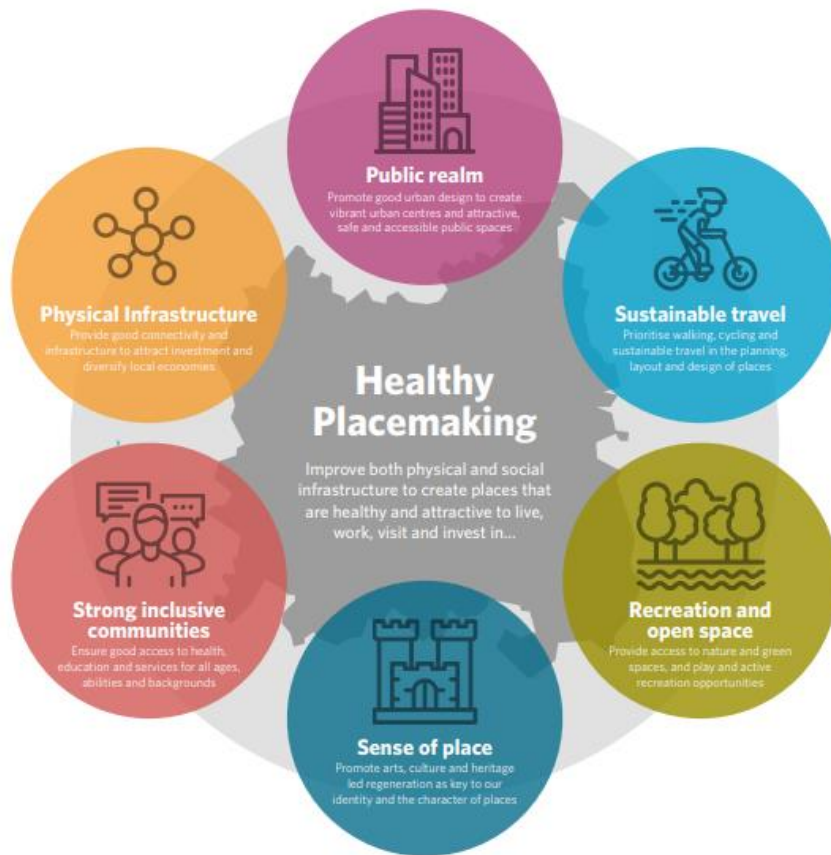 Public realm
Promote good urban design to create
vibrant urban centres and attractive,
safe and accessible public spaces
Physical Infrastructure
Provide good connectivity and
infrastructure to attract investment and
diversify local economies
Sustainable travel
Prioritise walking, cycling and
sustainable travel in the planning,
layout and design of places
Healthy
Placemaking
Improve both physical and social
infrastructure to create places that
are healthy and attractive to live,
work, visit and invest in...
Strong inclusive
communities
Ensure good access to health,
education and services for all ages,
abilities and backgrounds
Recreation and
open space
Provide access to nature and green
spaces, and play and active
recreation opportunities
Sense of place
Promote arts, culture and heritage
led regeneration as key to our
identity and the character of places